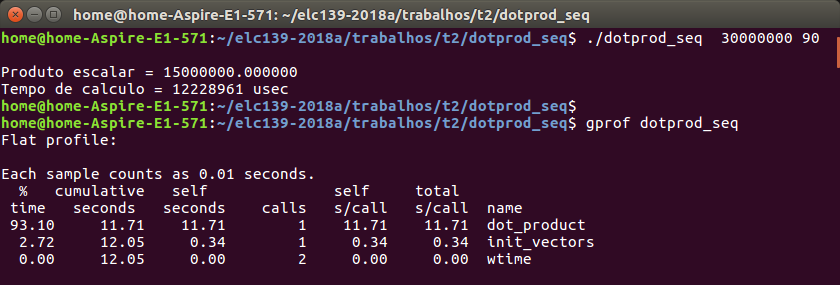 home@home-Aspire-E1-571: ~/elc139-2018a/trabalhos/t2/dotprod_seq
home@home-Aspire-E1-571:~/elc139-2018a/trabalhos/t2/dotprod_seq$ ./dotprod_seq  30000000 90
Produto escalar = 15000000.000000
Tempo de calculo = 12228961 usec
home@home-Aspire-E1-571:~/elc139-2018a/trabalhos/t2/dotprod_seq$
home@home-Aspire-E1-571:~/elc139-2018a/trabalhos/t2/dotprod_seq$ gprof dotprod_seq
Flat profile:
Each sample counts as 0.01 seconds.
  %   cumulative   self              self     total
 time   seconds   seconds    calls   s/call   s/call  name
 93.10     11.71    11.71        1    11.71    11.71  dot_product
  2.72     12.05     0.34        1     0.34     0.34  init_vectors
  0.00     12.05     0.00        2     0.00     0.00  wtime